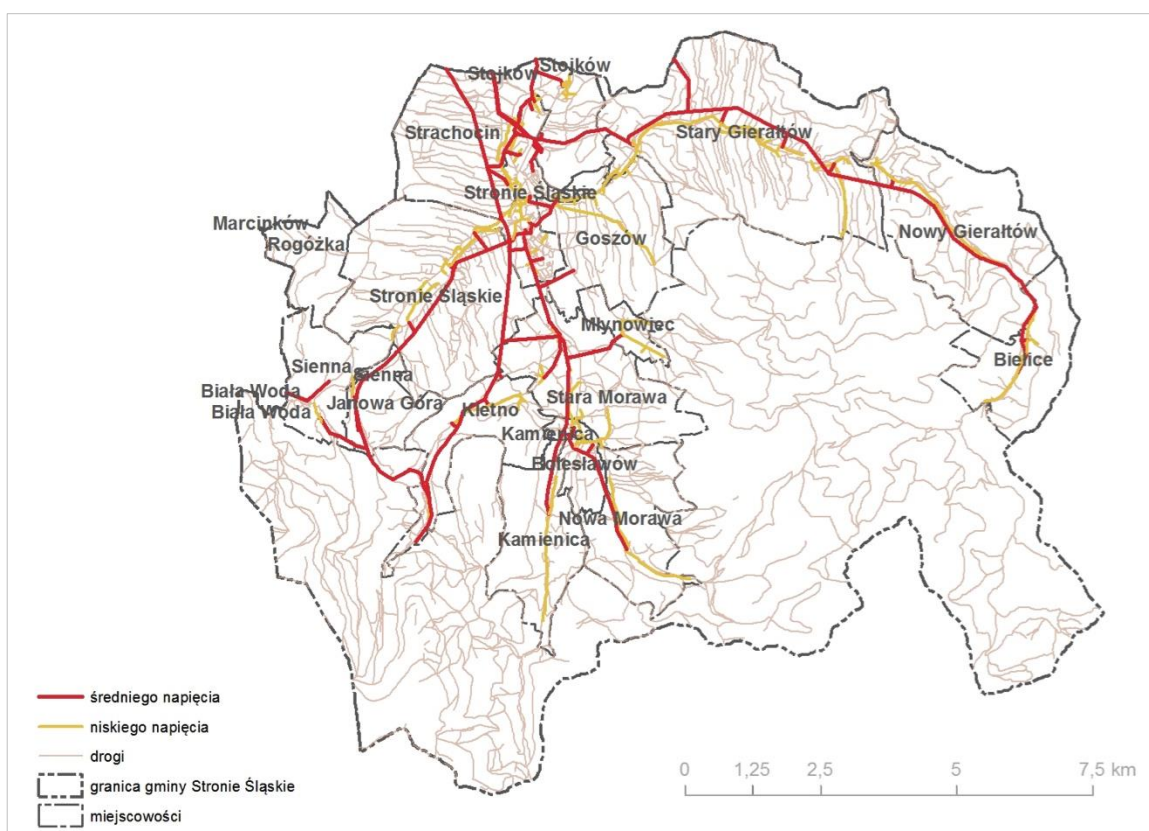 Stójków
Stójków
Strachocin
Stary Gierałtów
Stronie Śląskie
Marcinków
Rogóżka
Goszów
Nowy Gierałtów
Stronie Śląskie
Młynowiec
Sienna
Sienna
Bielice
Biała Woda
Biała Woda
Janowa Góra
Kletno
Stara Morawa
Kamienica
Bolesławów
Nowa Morawa
Kamienica
średniego napięcia
niskiego napięcia
drogi
granica gminy Stronie Śląskie
miejscowości
0 1,25 2,5 5 7,5 km